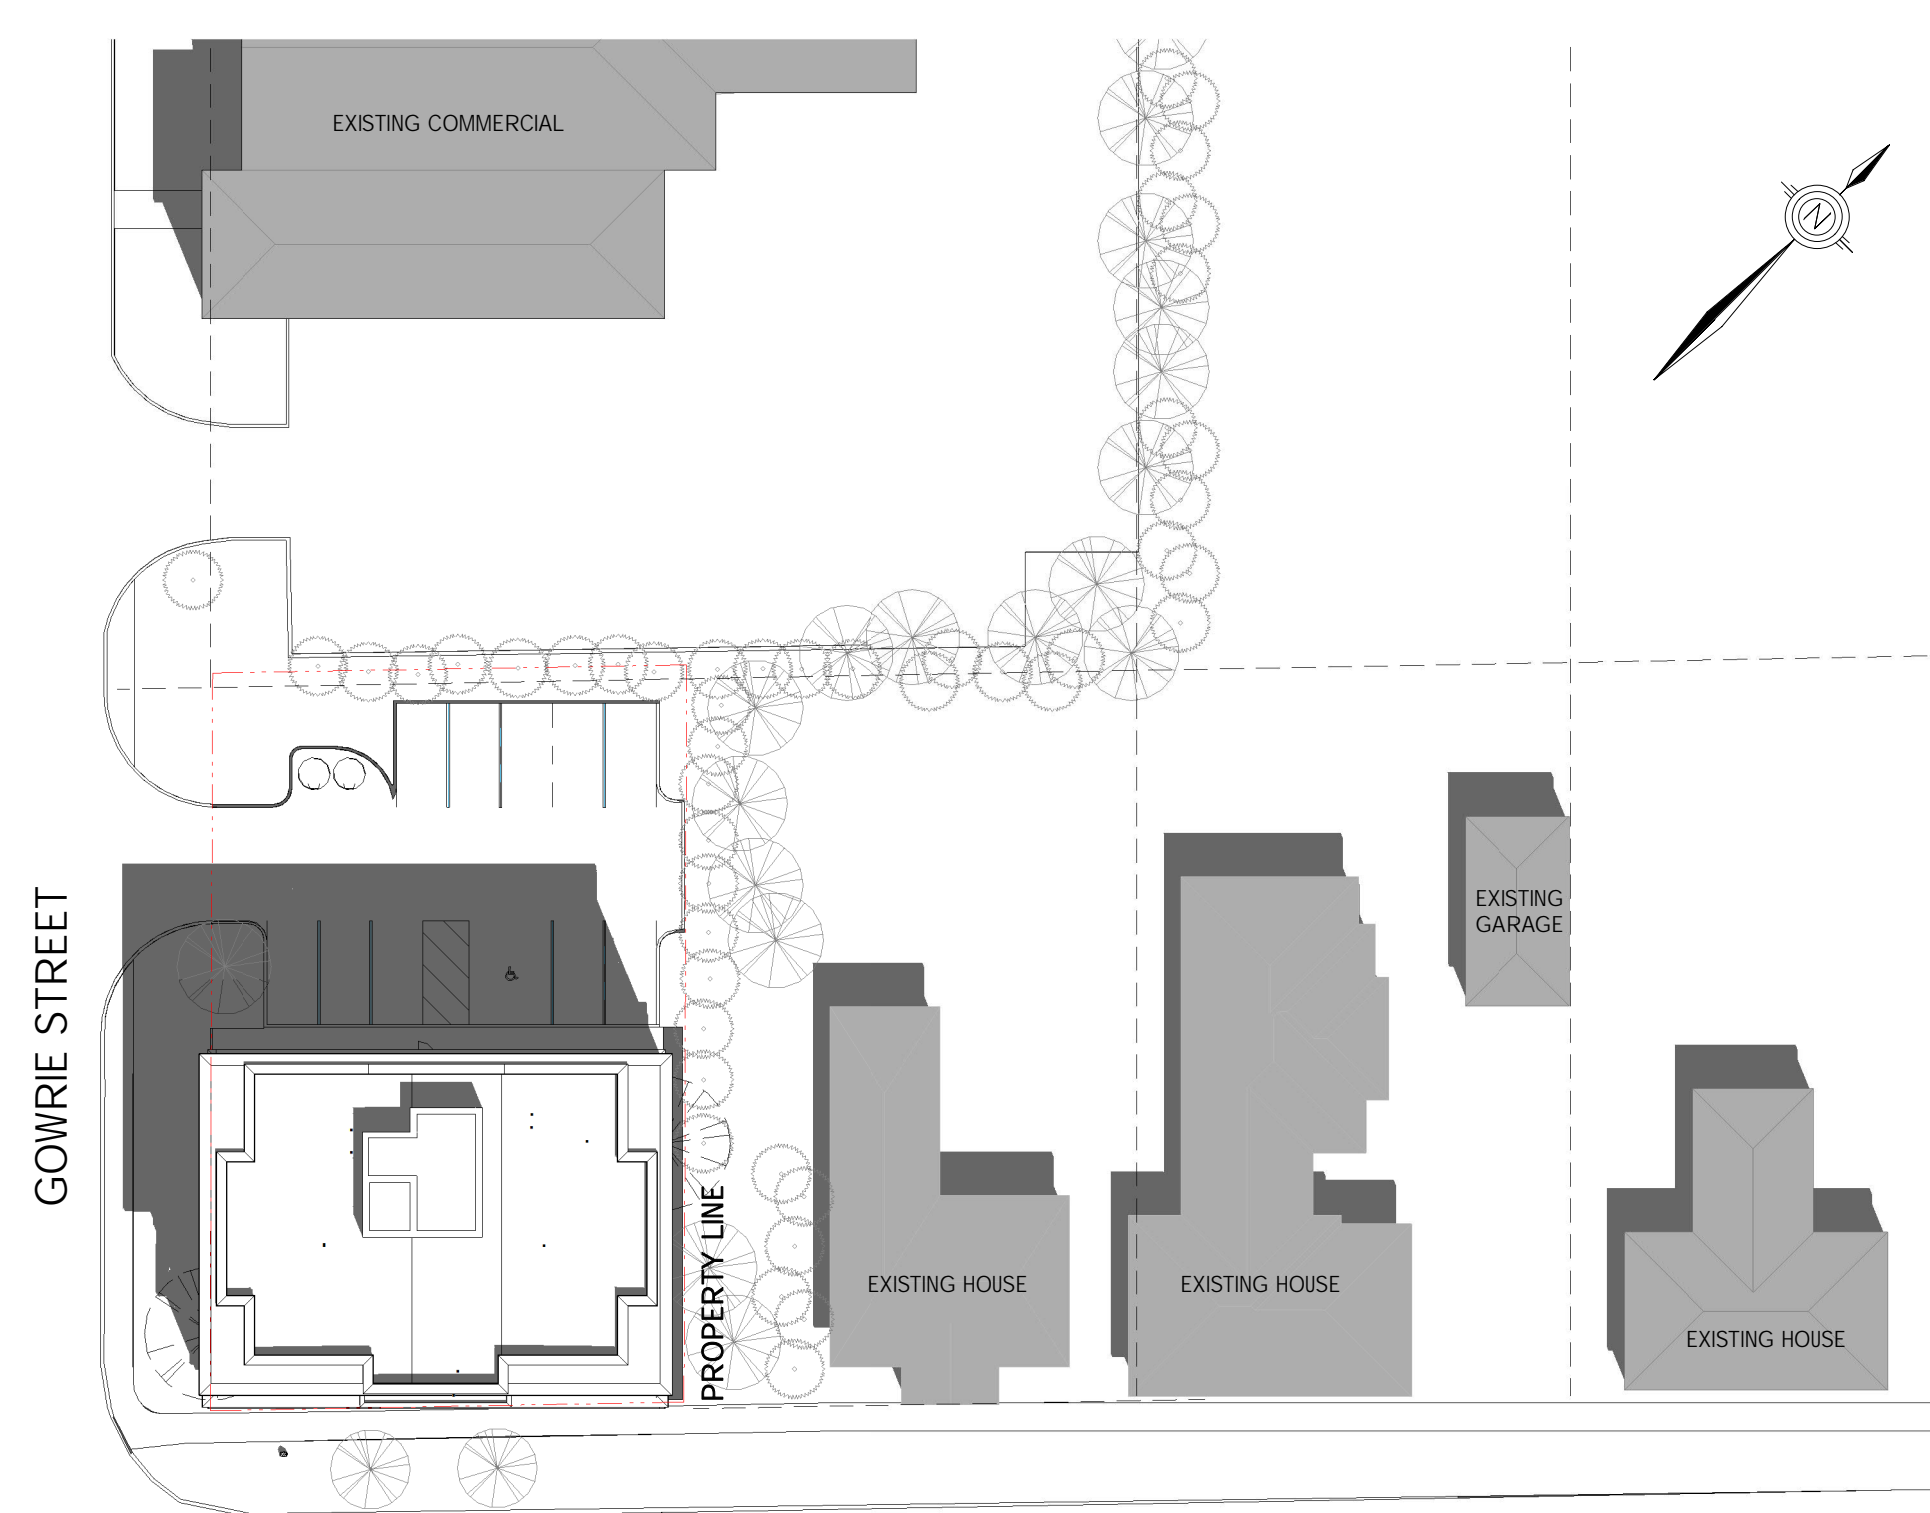 EXISTING COMMERCIAL
N
EXISTING
GARAGE
GOWRIE STREET
PROPERTY LINE
EXISTING HOUSE
EXISTING HOUSE
EXISTING HOUSE